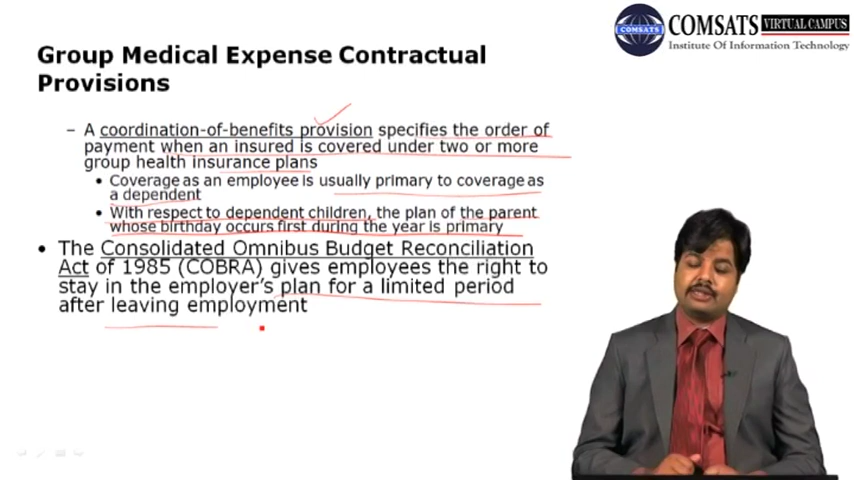 COMSATS VIRTUAL CAMPUS
Institute Of Information Technology
COMSATS
Group Medical Expense Contractual
Provisions
– A coordination-of-benefits provision specifies the order of
payment when an insured is covered under two or more
group health insurance plans
• Coverage as an employee is usually primary to coverage as
a dependent
• With respect to dependent children, the plan of the parent
whose birthday occurs first during the year is primary
• The Consolidated Omnibus Budget Reconciliation
Act of 1985 (COBRA) gives employees the right to
stay in the employer's plan for a limited period
after leaving employment